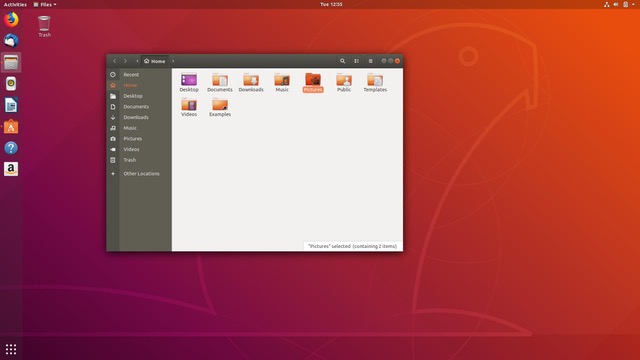 Activities Files Tue 12:55
Trash
Home
Recent
Home
Desktop
Documents
Downloads
Music
Pictures
Videos
Trash
Other Locations
Desktop Documents Downloads Music Pictures Public Templates
Videos Examples
"Pictures" selected (containing 2 items)